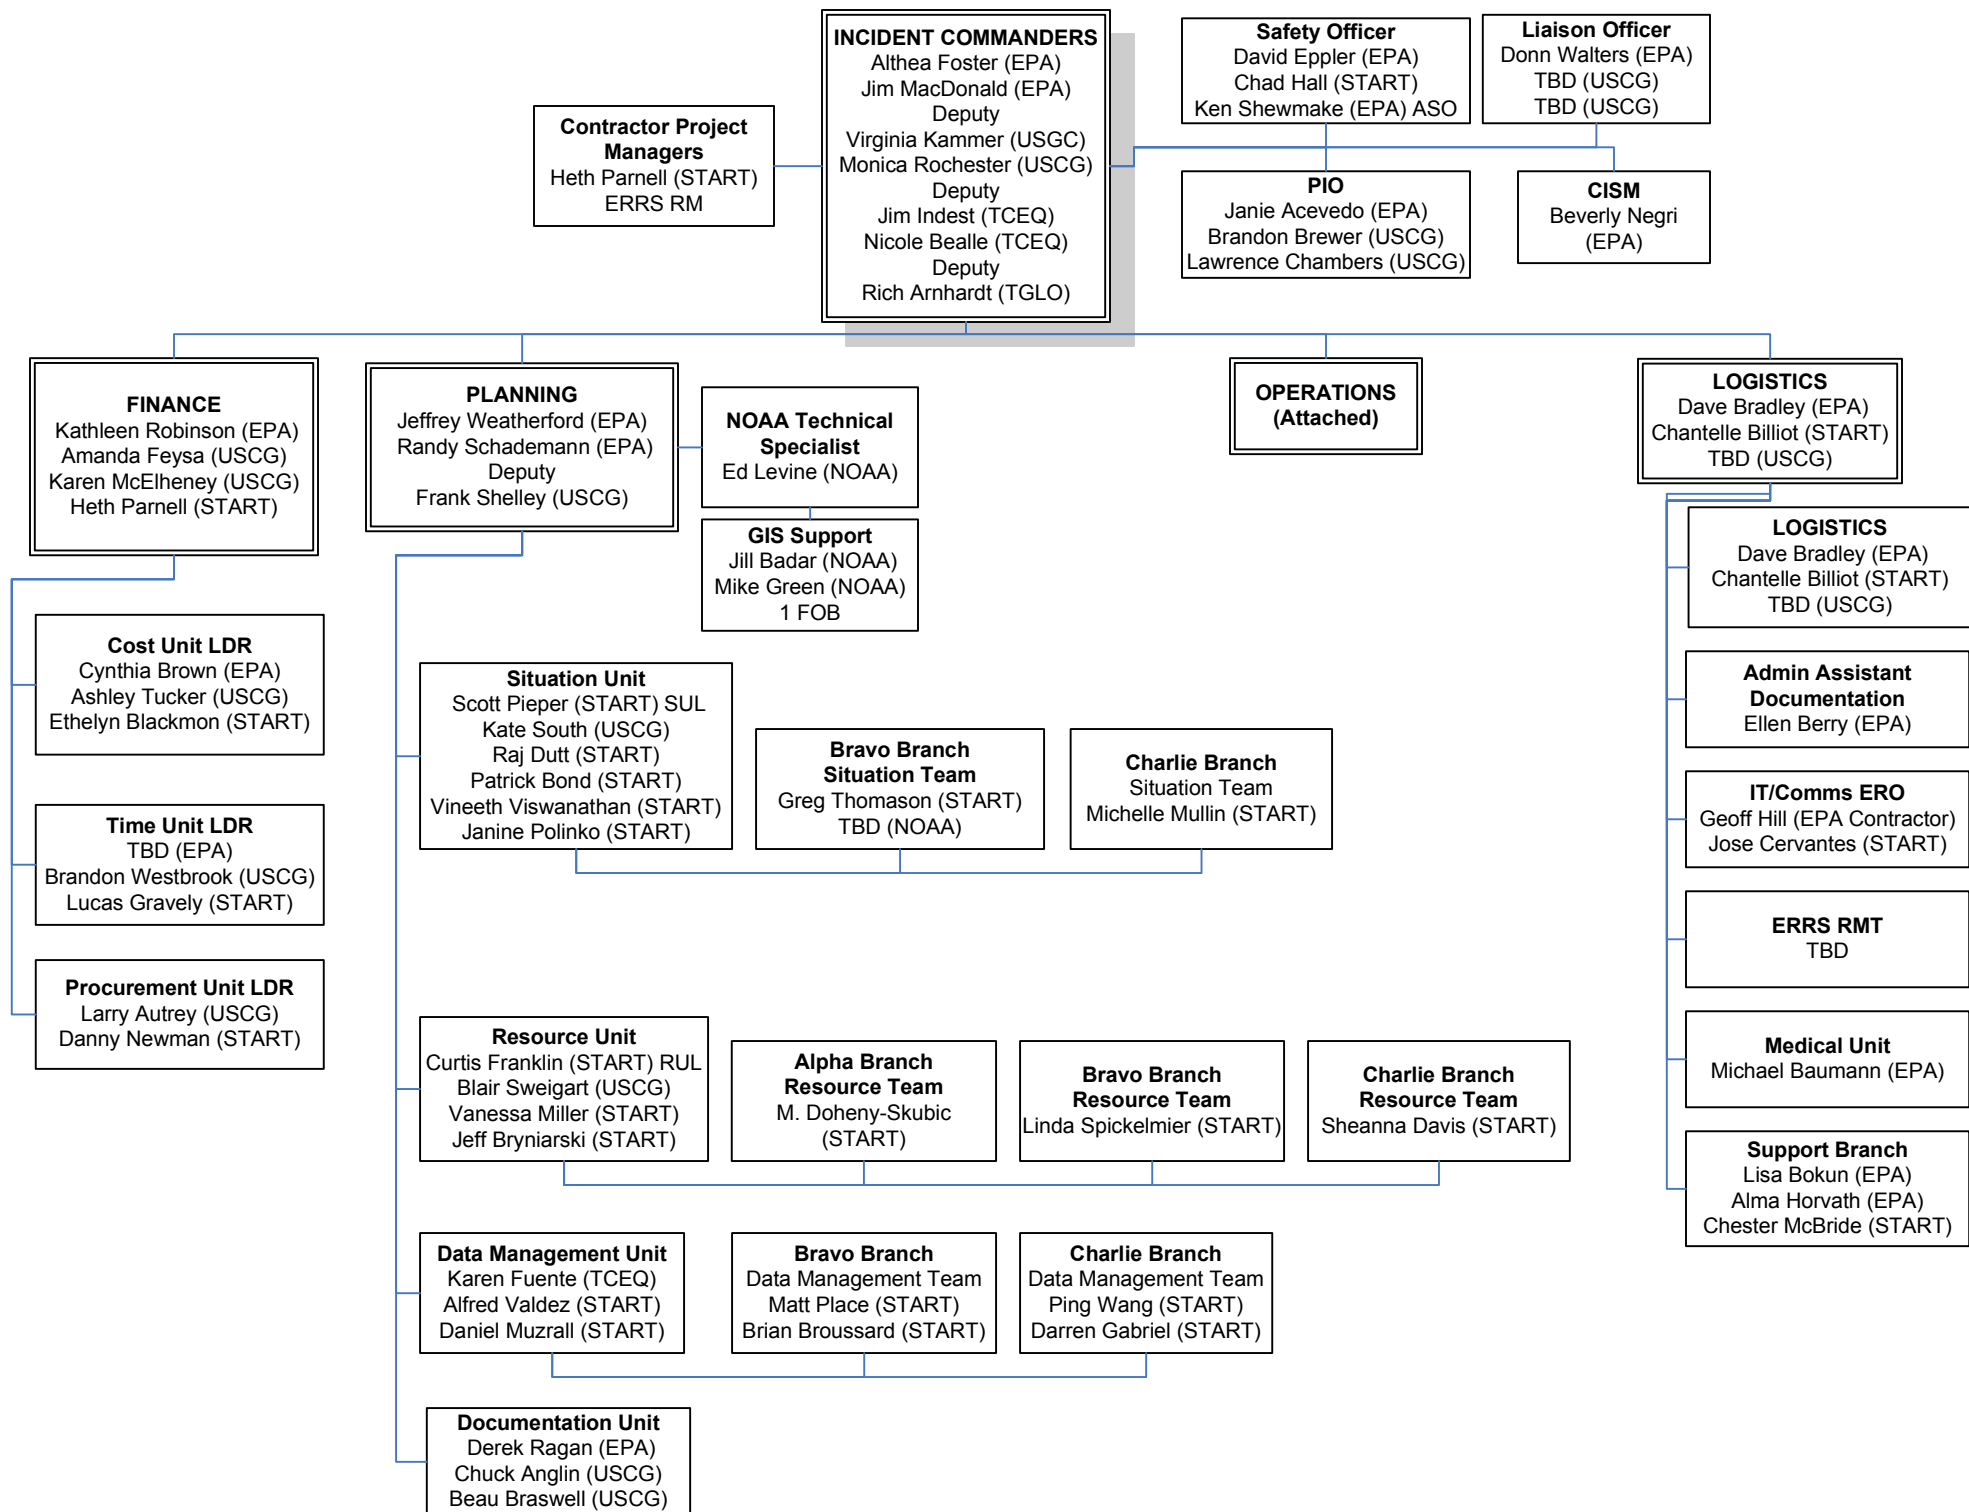 INCIDENT COMMANDERS
Althea Foster (EPA)
Jim MacDonald (EPA)
Deputy
Virginia Kammer (USGC)
Monica Rochester (USCG)
Deputy
Jim Indest (TCEQ)
Nicole Bealle (TCEQ)
Deputy
Rich Arnhardt (TGLO)
Safety Officer
David Eppler (EPA)
Chad Hall (START)
Ken Shewmake (EPA) ASO
Liaison Officer
Donn Walters (EPA)
TBD (USCG)
TBD (USCG)
Contractor Project
Managers
Heth Parnell (START)
ERRS RM
PIO
Janie Acevedo (EPA)
Brandon Brewer (USCG)
Lawrence Chambers (USCG)
CISM
Beverly Negri
(EPA)
FINANCE
Kathleen Robinson (EPA)
Amanda Feysa (USCG)
Karen McElheney (USCG)
Heth Parnell (START)
PLANNING
Jeffrey Weatherford (EPA)
Randy Schademann (EPA)
Deputy
Frank Shelley (USCG)
NOAA Technical
Specialist
Ed Levine (NOAA)
GIS Support
Jill Badar (NOAA)
Mike Green (NOAA)
1 FOB
OPERATIONS
(Attached)
LOGISTICS
Dave Bradley (EPA)
Chantelle Billiot (START)
TBD (USCG)
Cost Unit LDR
Cynthia Brown (EPA)
Ashley Tucker (USCG)
Ethelyn Blackmon (START)
Time Unit LDR
TBD (EPA)
Brandon Westbrook (USCG)
Lucas Gravely (START)
Procurement Unit LDR
Larry Autrey (USCG)
Danny Newman (START)
Situation Unit
Scott Pieper (START) SUL
Kate South (USCG)
Raj Dutt (START)
Patrick Bond (START)
Vineeth Viswanathan (START)
Janine Polinko (START)
Bravo Branch
Situation Team
Greg Thomason (START)
TBD (NOAA)
Charlie Branch
Situation Team
Michelle Mullin (START)
Resource Unit
Curtis Franklin (START) RUL
Blair Sweigart (USCG)
Vanessa Miller (START)
Jeff Bryniarski (START)
Alpha Branch
Resource Team
M. Doheny-Skubic
(START)
Bravo Branch
Resource Team
Linda Spickelmier (START)
Charlie Branch
Resource Team
Sheanna Davis (START)
Data Management Unit
Karen Fuente (TCEQ)
Alfred Valdez (START)
Daniel Muzrall (START)
Bravo Branch
Data Management Team
Matt Place (START)
Brian Broussard (START)
Charlie Branch
Data Management Team
Ping Wang (START)
Darren Gabriel (START)
Documentation Unit
Derek Ragan (EPA)
Chuck Anglin (USCG)
Beau Braswell (USCG)
LOGISTICS
Dave Bradley (EPA)
Chantelle Billiot (START)
TBD (USCG)
Admin Assistant
Documentation
Ellen Berry (EPA)
IT/Comms ERO
Geoff Hill (EPA Contractor)
Jose Cervantes (START)
ERRS RMT
TBD
Medical Unit
Michael Baumann (EPA)
Support Branch
Lisa Bokun (EPA)
Alma Horvath (EPA)
Chester McBride (START)